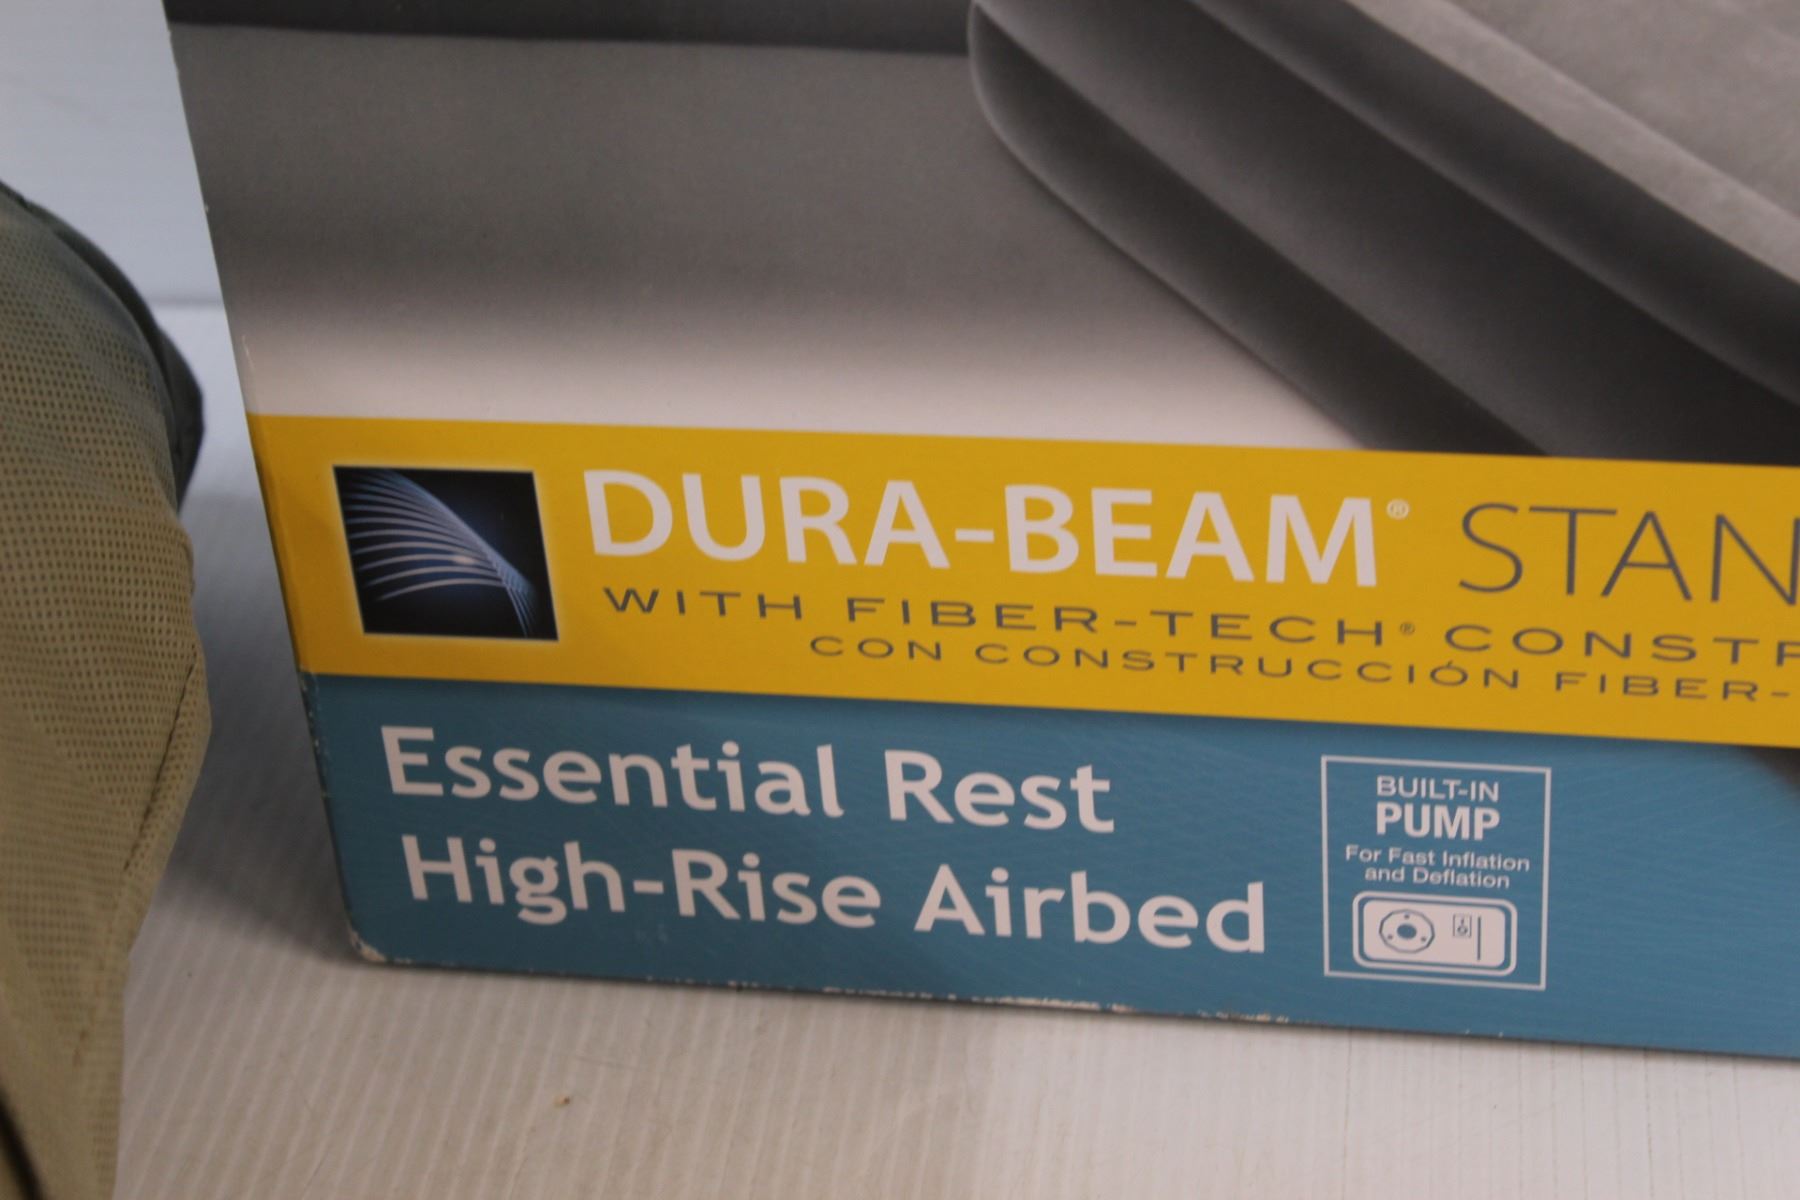 DURA-BEAM® STAN
WITH FIBER-TECH® CONSTR
CON CONSTRUCCIÓN FIBER-
Essential Rest
High-Rise Airbed
BUILT-IN
PUMP
For Fast Inflation
and Deflation